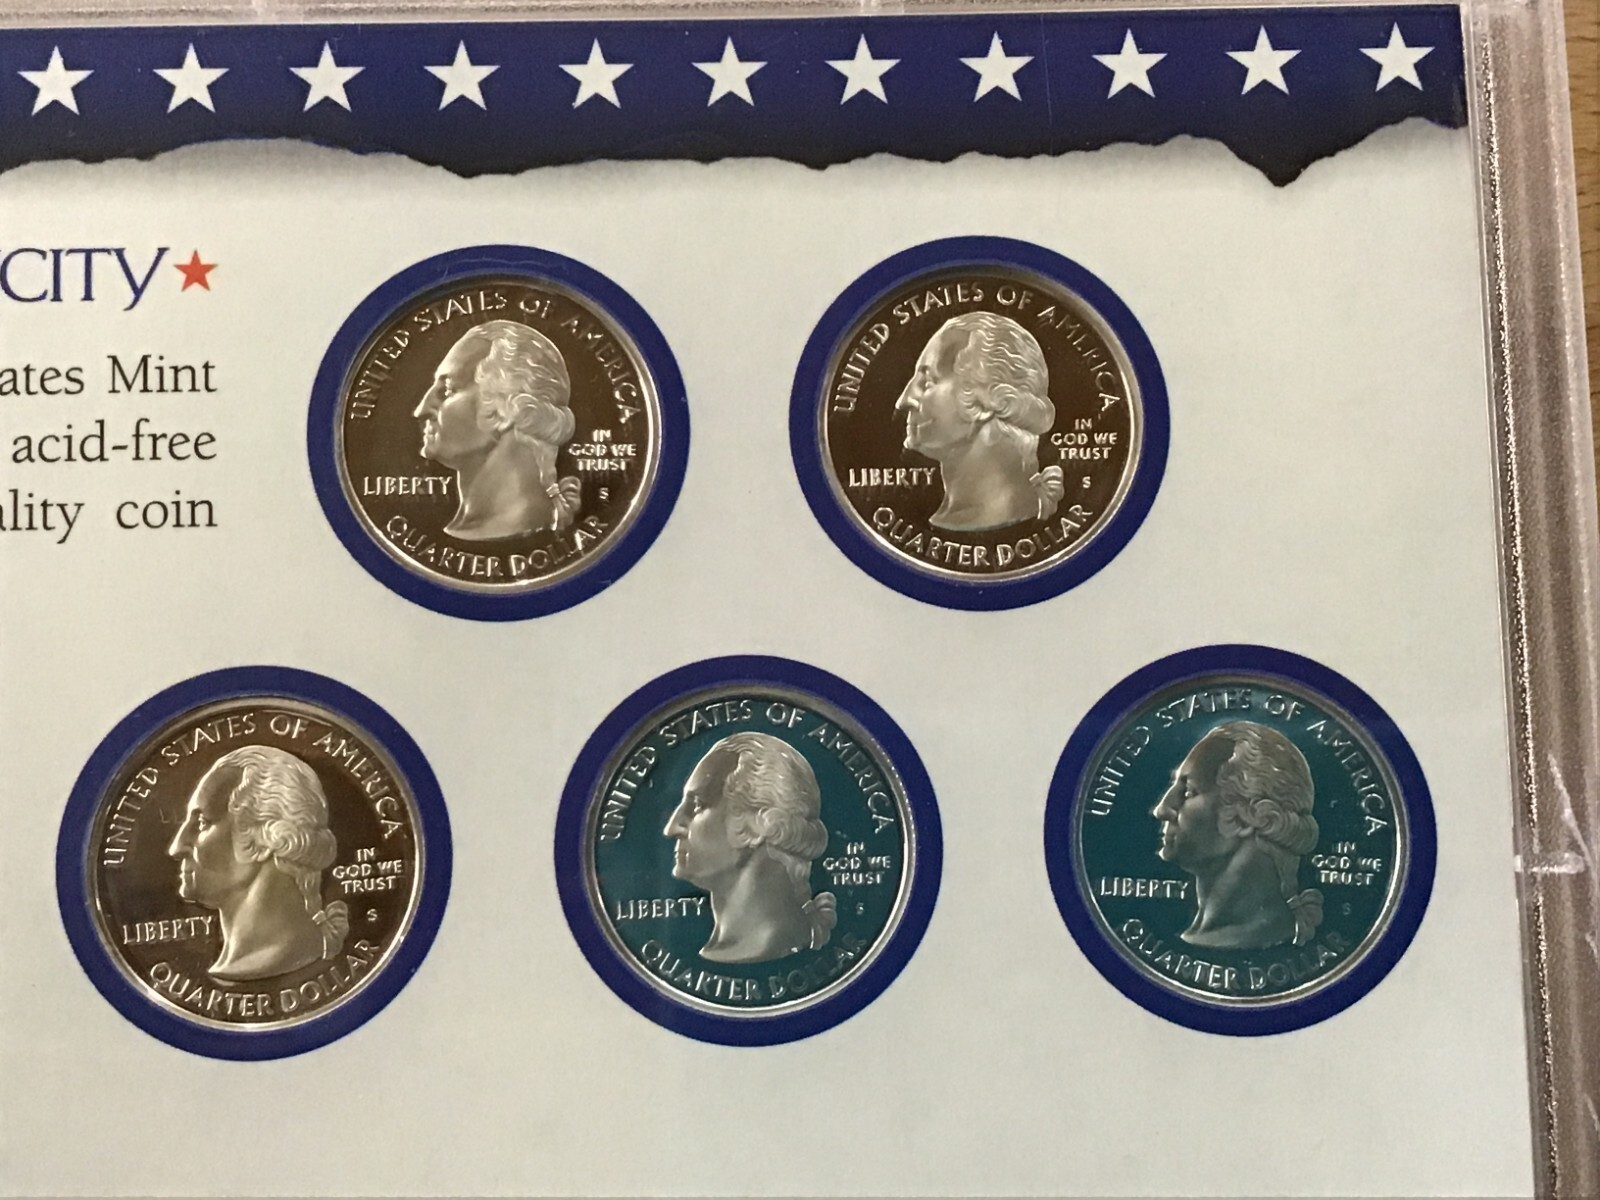 CITY
ates Mint
acid-free
ality coin
UNITED STATES OF AMERICA
LIBERTY
IN
GOD WE
TRUST
S
QUARTER DOLLAR
UNITED STATES OF AMERICA
LIBERTY
IN
GOD WE
TRUST
S
QUARTER DOLLAR
UNITED STATES OF AMERICA
LIBERTY
IN
GOD WE
TRUST
S
QUARTER DOLLAR
UNITED STATES OF AMERICA
LIBERTY
IN
GOD WE
TRUST
S
QUARTER DOLLAR
UNITED STATES OF AMERICA
LIBERTY
IN
GOD WE
TRUST
S
QUARTER DOLLAR